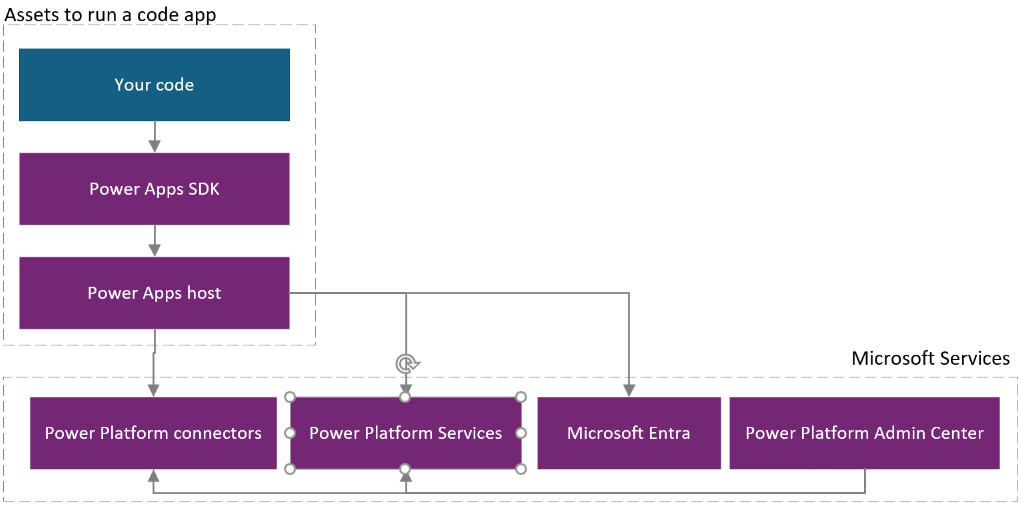 Assets to run a code app
Your code
Power Apps SDK
Power Apps host
Microsoft Services
Power Platform connectors
Power Platform Services
Microsoft Entra
Power Platform Admin Center